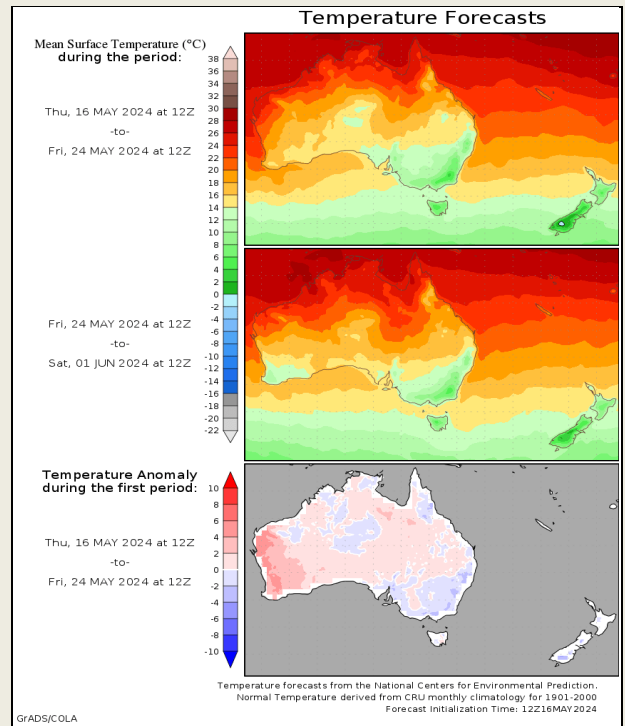 Temperature Forecasts
Mean Surface Temperature (°C)
during the period:
38
36
34
32
30
28
26
24
22
20
18
16
14
12
10
8
6
4
2
0
-2
-4
-6
-8
-10
-12
-14
-16
-18
-20
-22
Thu, 16 MAY 2024 at 12Z
-to-
Fri, 24 MAY 2024 at 12Z
Fri, 24 MAY 2024 at 12Z
-to-
Sat, 01 JUN 2024 at 12Z
Temperature Anomaly
during the first period:
10
8
6
4
2
0
-2
-4
-6
-8
-10
Thu, 16 MAY 2024 at 12Z
-to-
Fri, 24 MAY 2024 at 12Z
Temperature forecasts from the National Centers for Environmental Prediction.
Normal Temperature derived from CRU monthly climatology for 1901-2000
Forecast Initialization Time: 12Z16MAY2024
GrADS/COLA